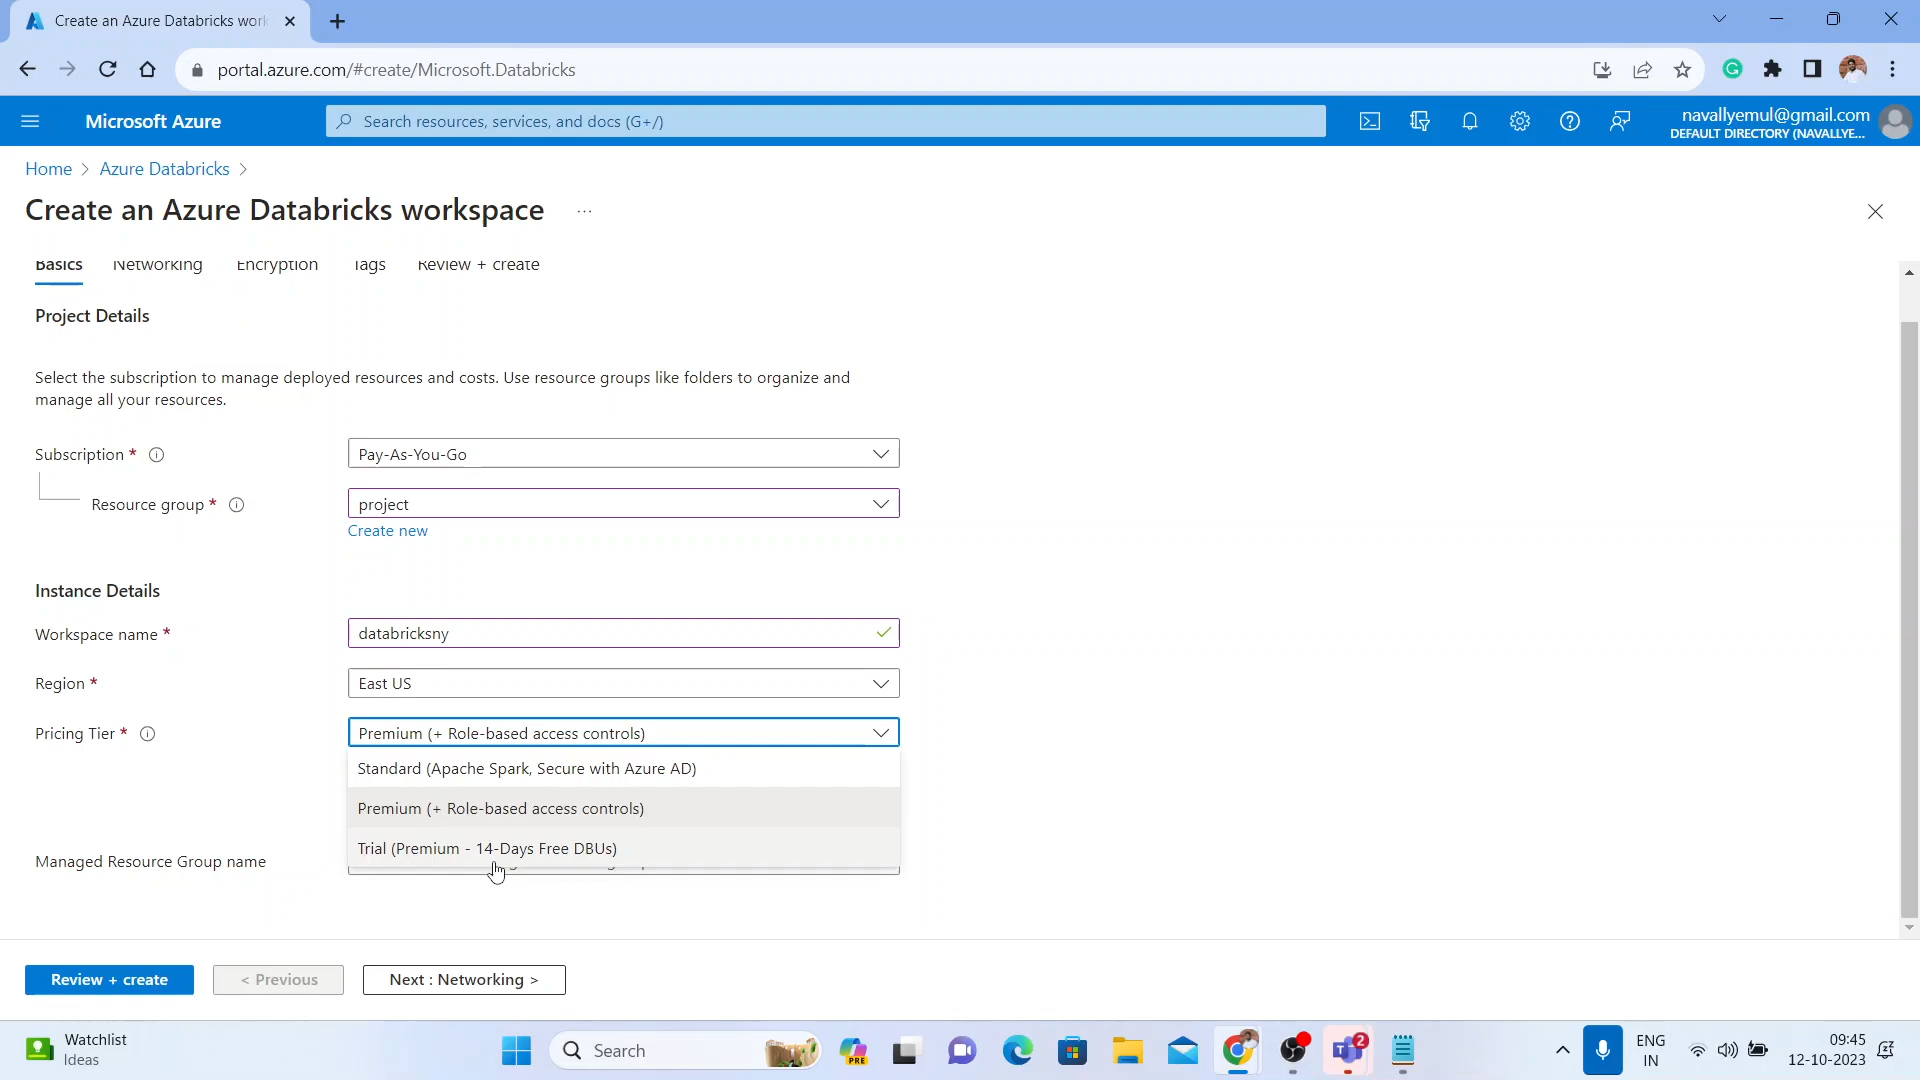 Create an Azure Databricks work
portal.azure.com/#create/Microsoft.Databricks
Microsoft Azure
Search resources, services, and docs (G+/)
navallyemul@gmail.com
DEFAULT DIRECTORY (NAVALLYE...
Home > Azure Databricks >
Create an Azure Databricks workspace ...
Basics Networking Encryption Tags Review + create
Project Details
Select the subscription to manage deployed resources and costs. Use resource groups like folders to organize and
manage all your resources.
Subscription * Pay-As-You-Go
Resource group * project
Create new
Instance Details
Workspace name * databricksny
Region * East US
Pricing Tier * Premium (+ Role-based access controls)
Standard (Apache Spark, Secure with Azure AD)
Premium (+ Role-based access controls)
Trial (Premium - 14-Days Free DBUs)
Managed Resource Group name
Review + create < Previous Next : Networking >
Watchlist
Ideas
Search
PRE
2
ENG
IN
09:45
12-10-2023